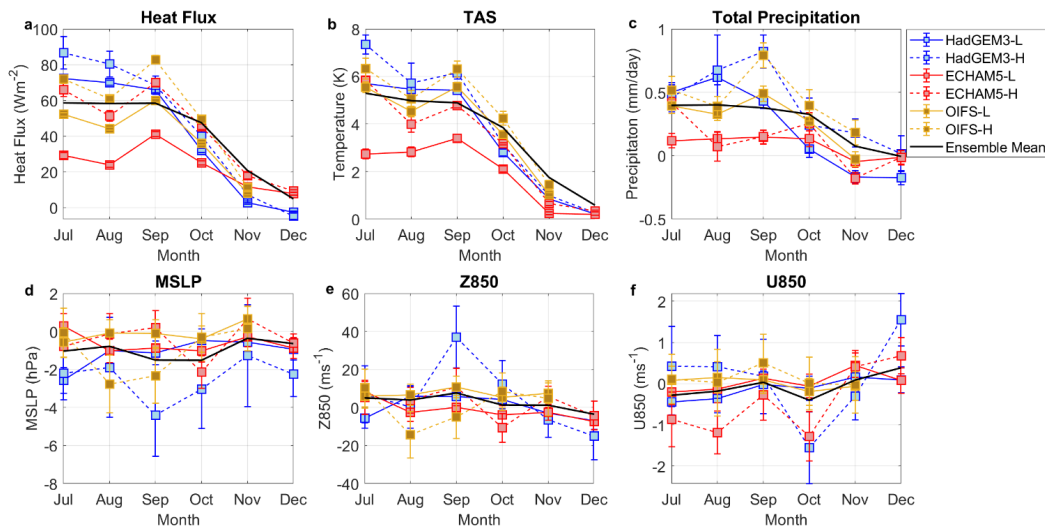 a Heat Flux
Heat Flux (Wm-2)
100
80
60
40
20
0
Jul Aug Sep Oct Nov Dec
Month
b TAS
Temperature (K)
8
6
4
2
0
Jul Aug Sep Oct Nov Dec
Month
c Total Precipitation
Precipitaton (mm/day)
1
0.5
0
-0.5
Jul Aug Sep Oct Nov Dec
Month
HadGEM3-L
HadGEM3-H
ECHAM5-L
ECHAM5-H
OIFS-L
OIFS-H
Ensemble Mean
d MSLP
MSLP (hPa)
2
0
-2
-4
-6
-8
Jul Aug Sep Oct Nov Dec
Month
e Z850
Z850 (ms-1)
60
40
20
0
-20
-40
Jul Aug Sep Oct Nov Dec
Month
f U850
U850 (ms-1)
2
1
0
-1
-2
Jul Aug Sep Oct Nov Dec
Month